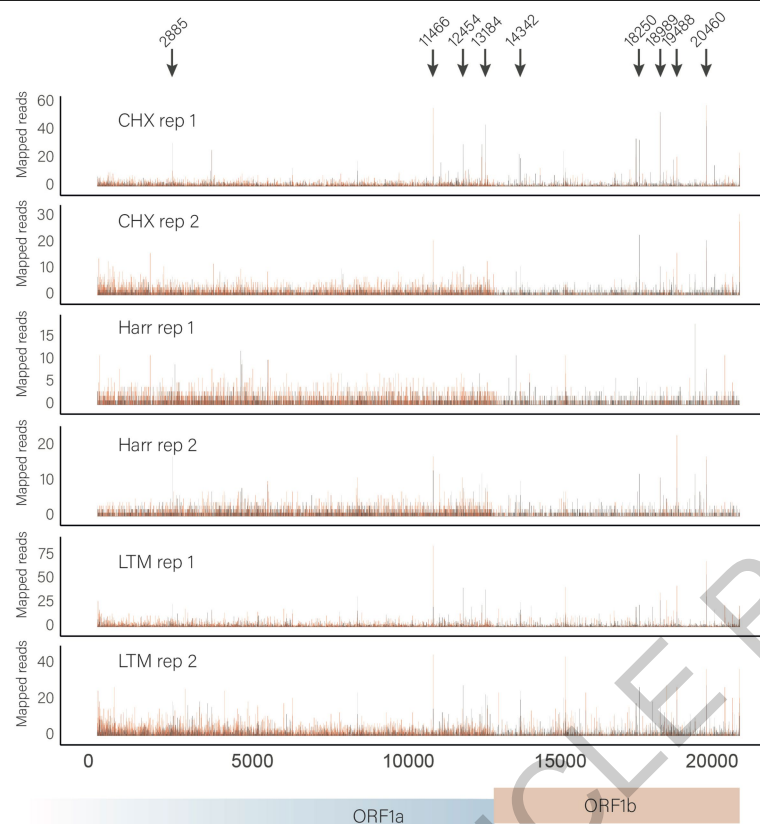 2885 11466 12454 13184 14342 18250 18989 19488 20460
Mapped reads
60
40
20
0
CHX rep 1
Mapped reads
30
20
10
0
CHX rep 2
Mapped reads
15
10
5
0
Harr rep 1
Mapped reads
20
10
0
Harr rep 2
Mapped reads
75
50
25
0
LTM rep 1
Mapped reads
40
20
0
LTM rep 2
0 5000 10000 15000 20000
ORF1a ORF1b
CLE P